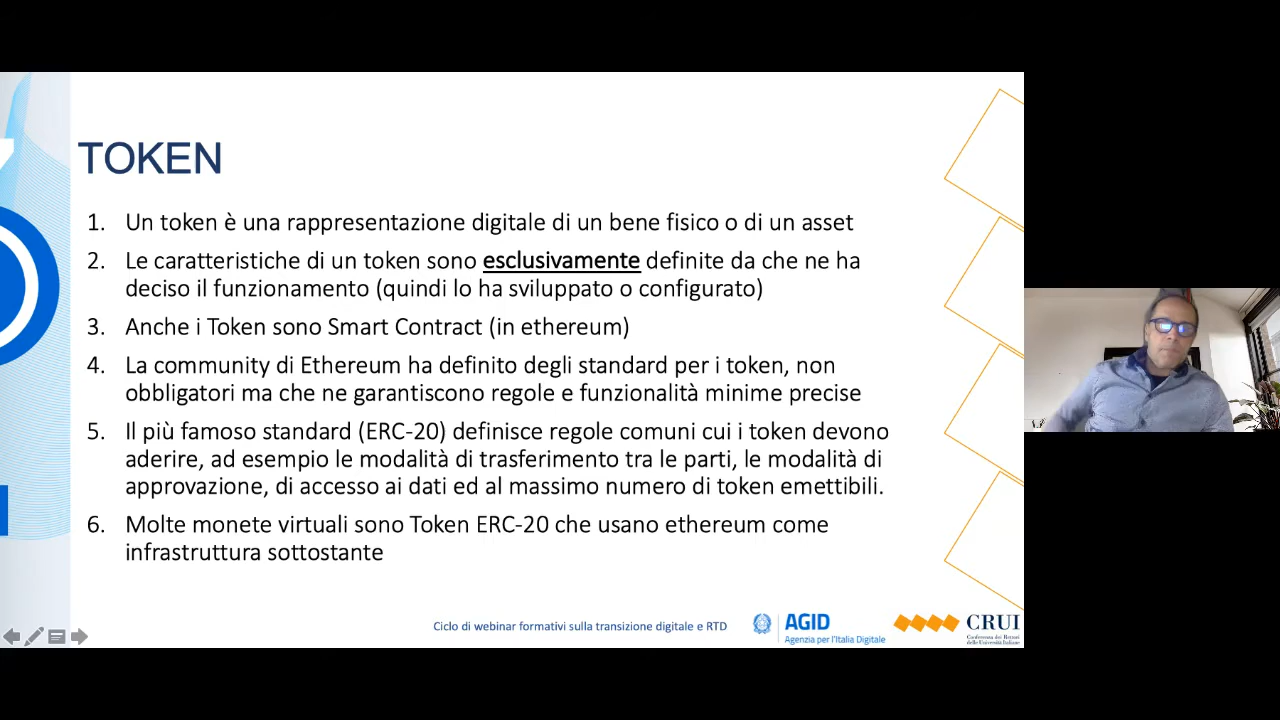 TOKEN
1. Un token è una rappresentazione digitale di un bene fisico o di un asset
2. Le caratteristiche di un token sono esclusivamente definite da che ne ha
deciso il funzionamento (quindi lo ha sviluppato o configurato)
3. Anche i Token sono Smart Contract (in ethereum)
4. La community di Ethereum ha definito degli standard per i token, non
obbligatori ma che ne garantiscono regole e funzionalità minime precise
5. Il più famoso standard (ERC-20) definisce regole comuni cui i token devono
aderire, ad esempio le modalità di trasferimento tra le parti, le modalità di
approvazione, di accesso ai dati ed al massimo numero di token emettibili.
6. Molte monete virtuali sono Token ERC-20 che usano ethereum come
infrastruttura sottostante
Ciclo di webinar formativi sulla transizione digitale e RTD
AGID
Agenzia per l'Italia Digitale
CRUI
Conferenza dei Rettori
delle Università Italiane